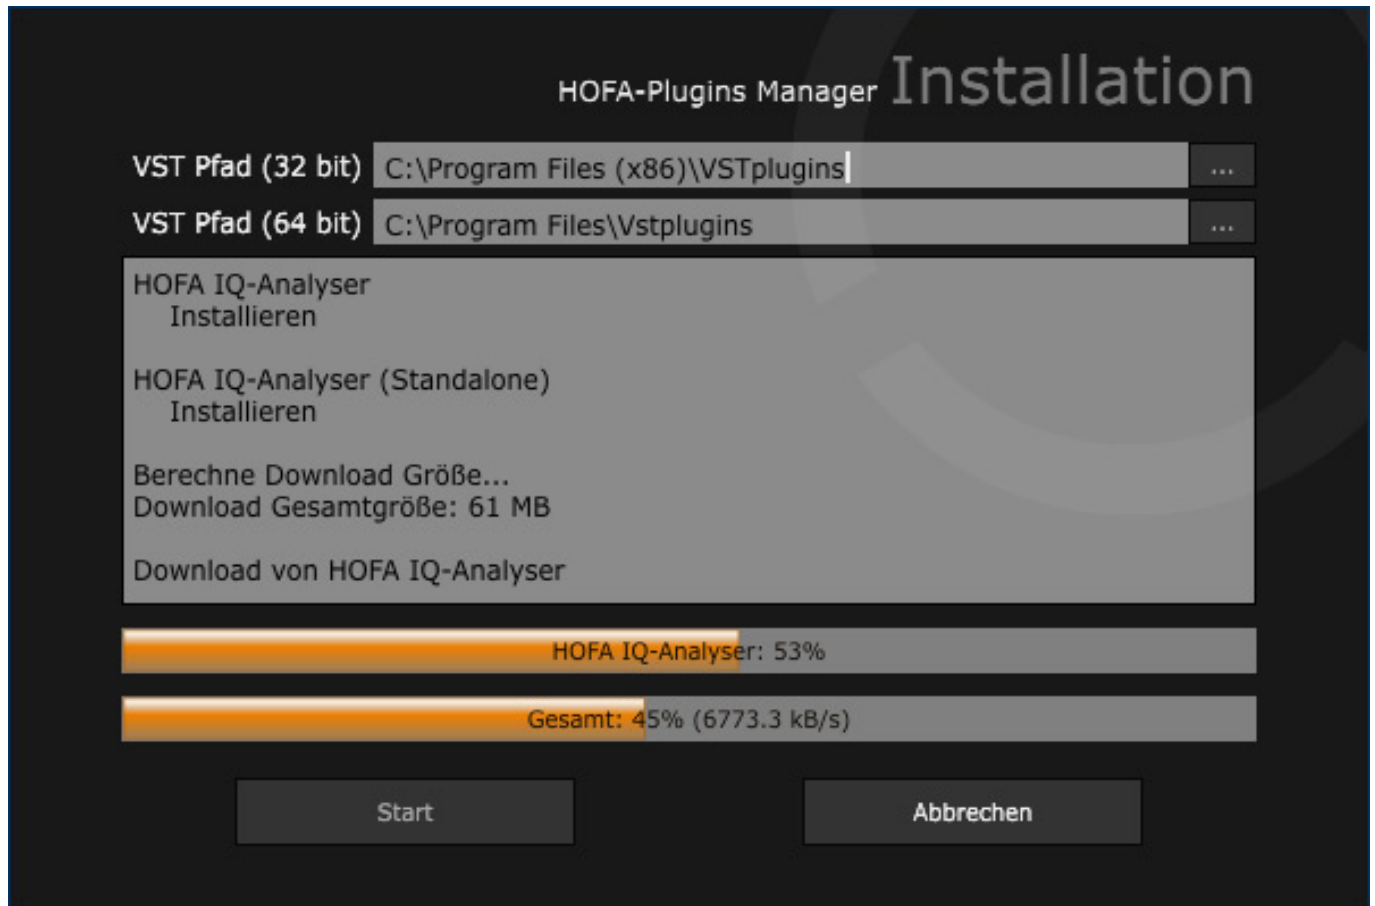 HOFA-Plugins Manager Installation
VST Pfad (32 bit) C:\Program Files (x86)\VSTplugins ...
VST Pfad (64 bit) C:\Program Files\Vstplugins ...
HOFA IQ-Analyser
Installieren
HOFA IQ-Analyser (Standalone)
Installieren
Berechne Download Größe...
Download Gesamtgröße: 61 MB
Download von HOFA IQ-Analyser
HOFA IQ-Analyser: 53%
Gesamt: 45% (6773.3 kB/s)
Start Abbrechen